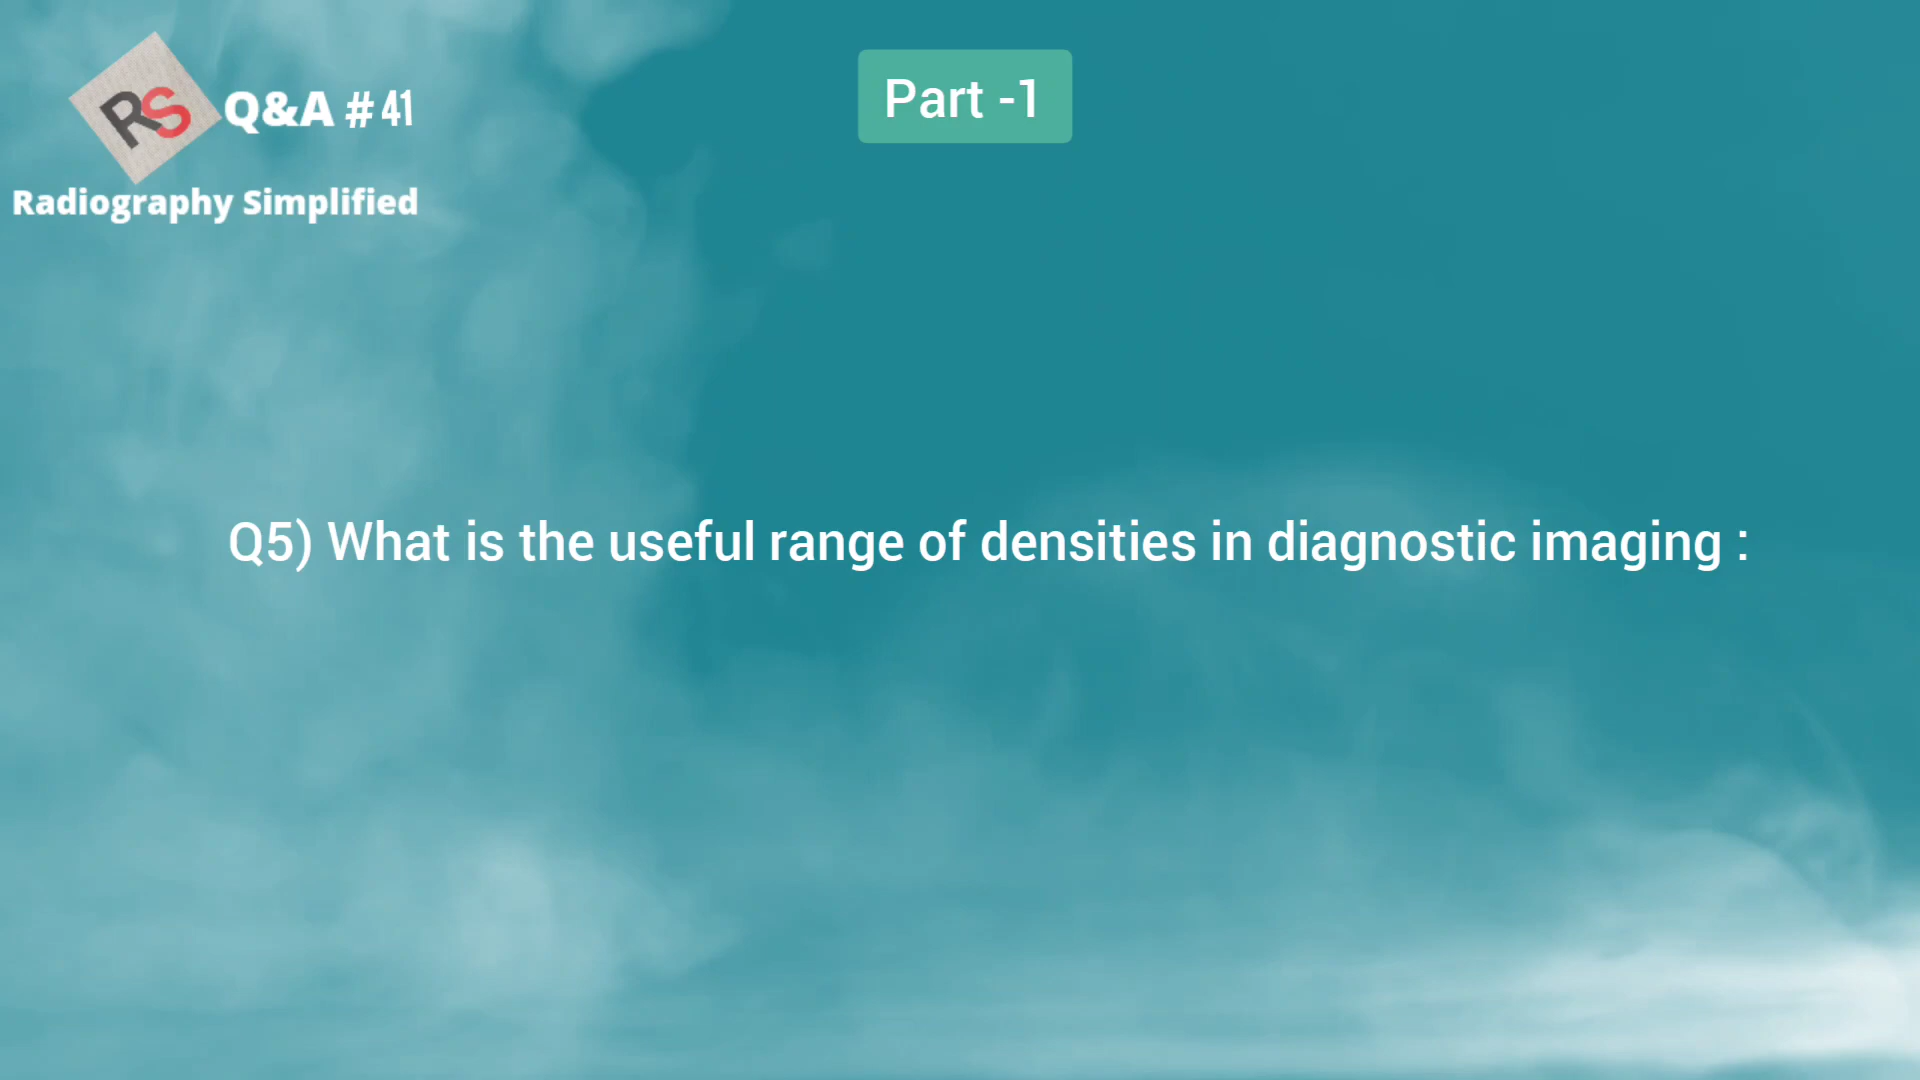 Part -1
RS Q&A # 41
Radiography Simplified
Q5) What is the useful range of densities in diagnostic imaging :